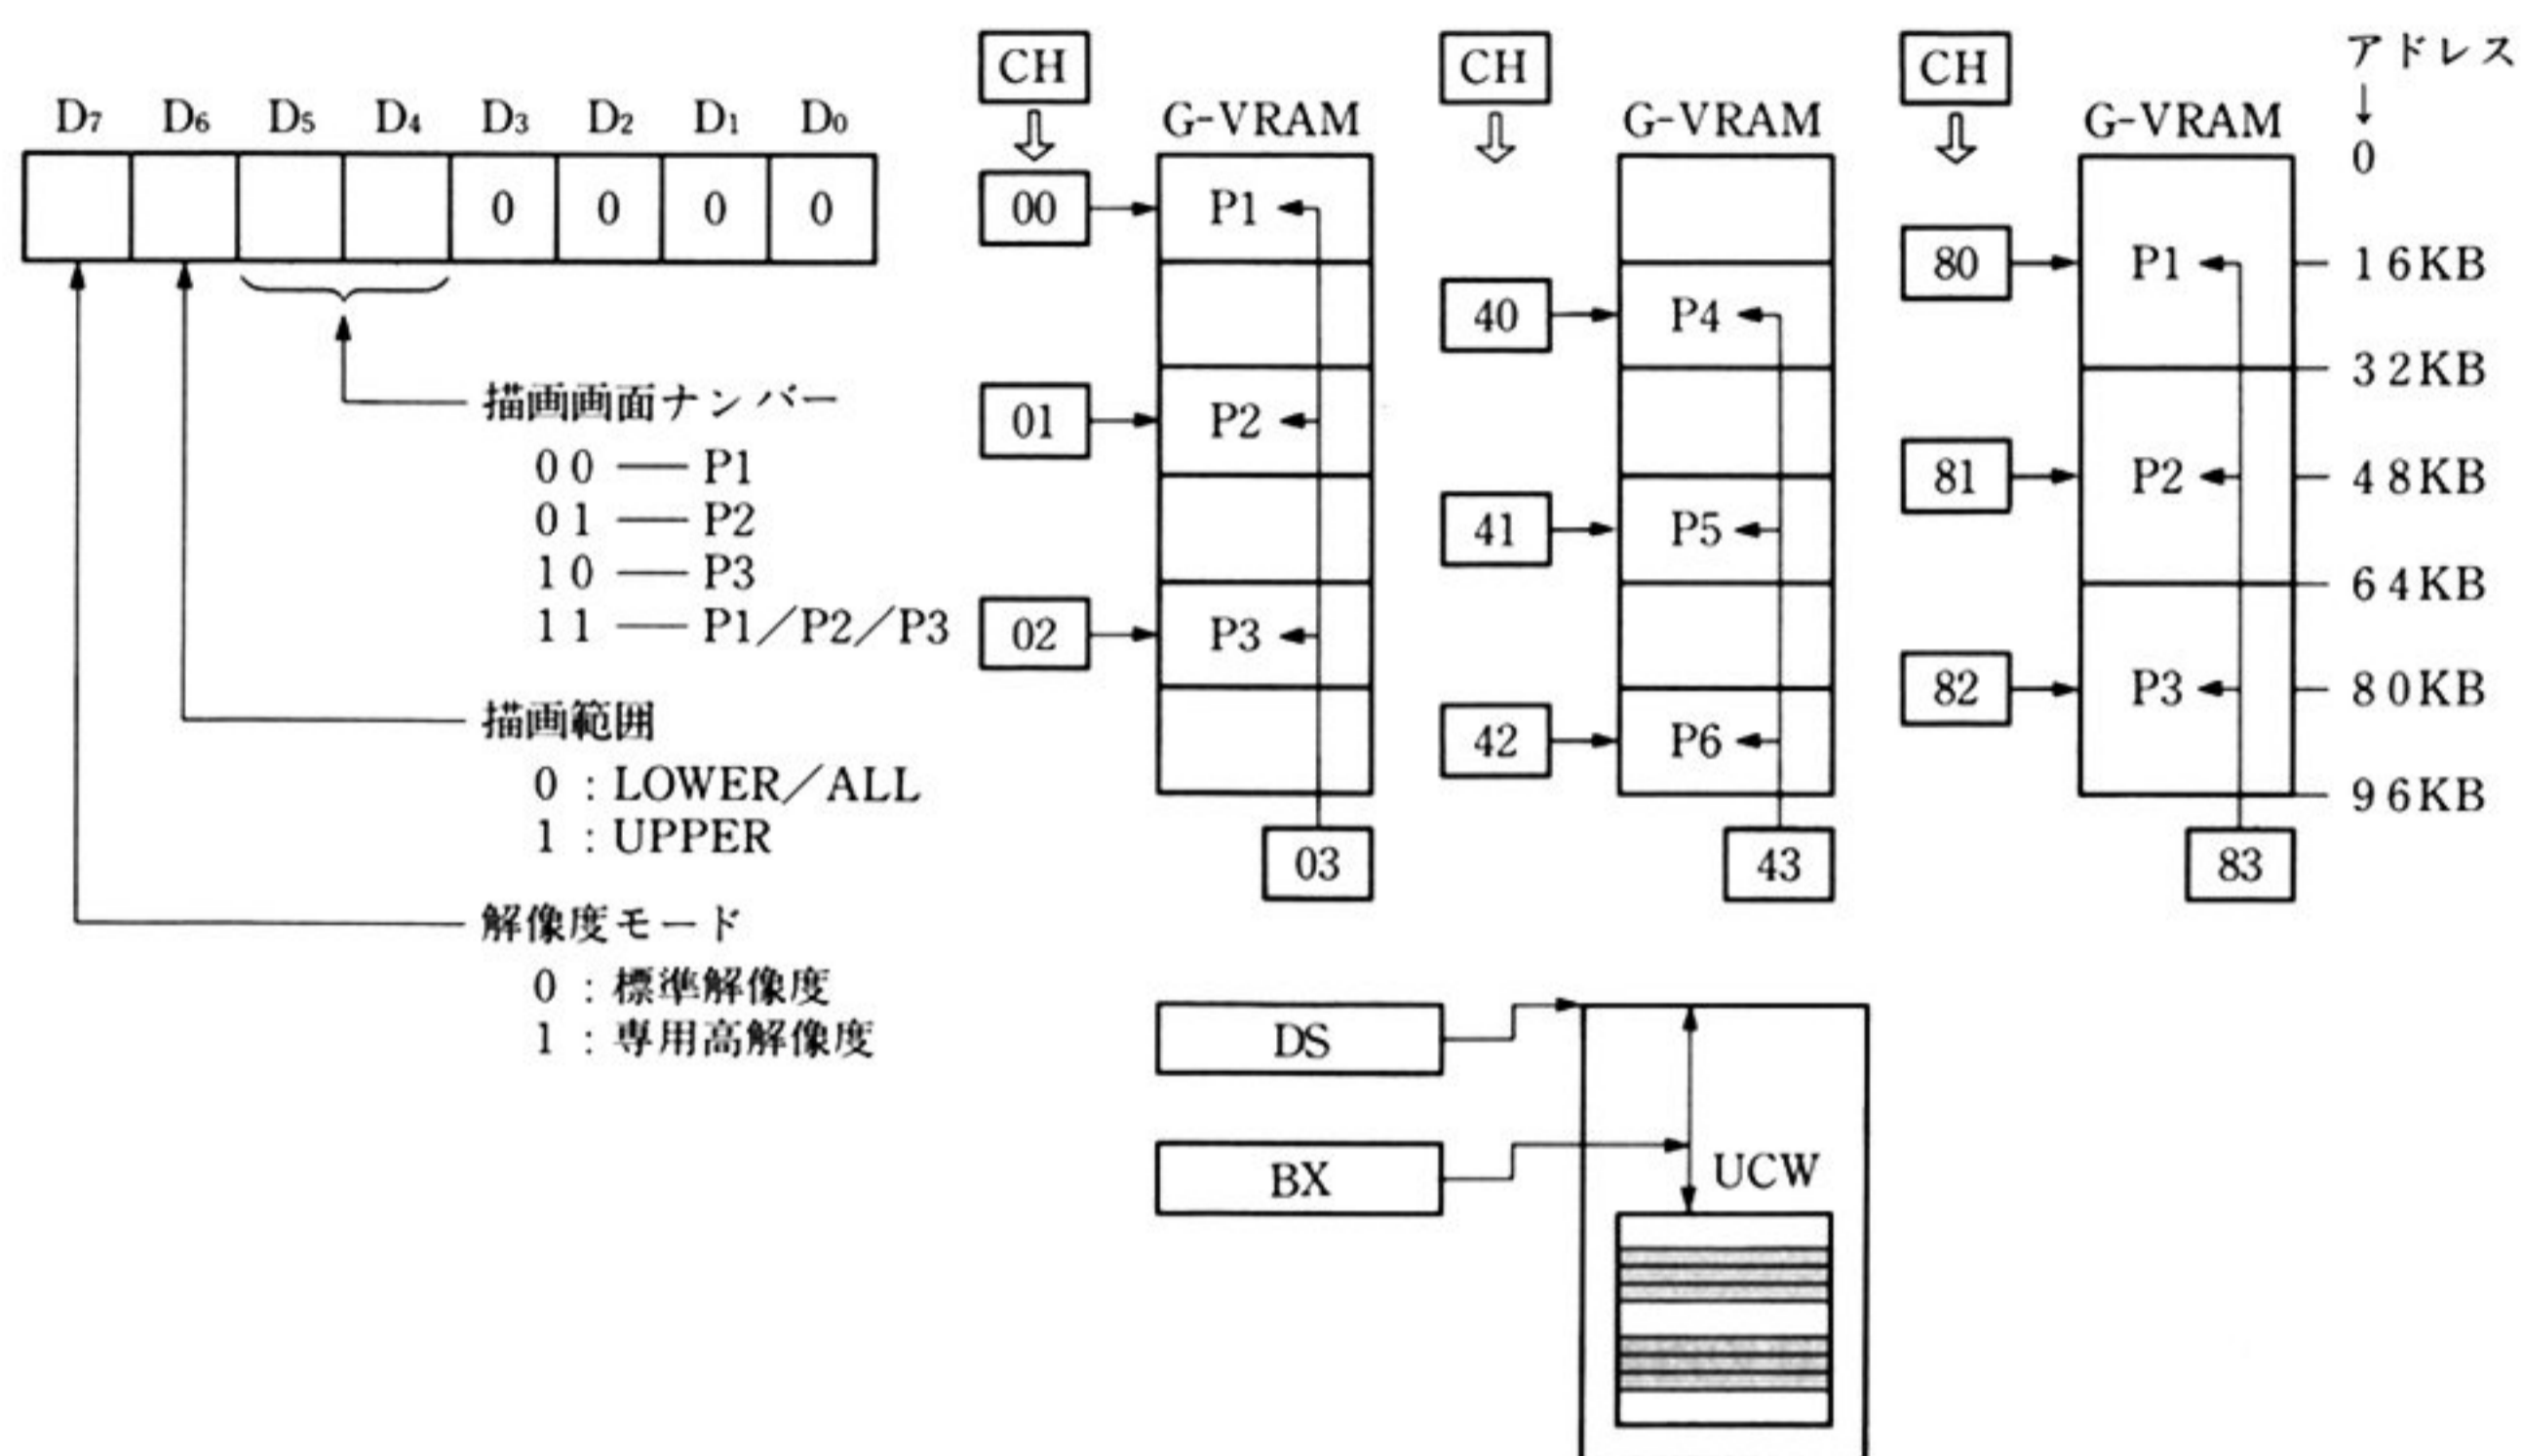 D7 D6 D5 D4 D3 D2 D1 D0
0 0 0 0
描画画面ナンバー
00 — P1
01 — P2
10 — P3
11 — P1/P2/P3
描画範囲
0 : LOWER/ALL
1 : UPPER
解像度モード
0 : 標準解像度
1 : 専用高解像度
CH
G-VRAM
00
P1
01
P2
02
P3
03
CH
G-VRAM
40
P4
41
P5
42
P6
43
CH
G-VRAM
80
P1
81
P2
82
P3
83
アドレス
↓
0
16KB
32KB
48KB
64KB
80KB
96KB
DS
BX
UCW